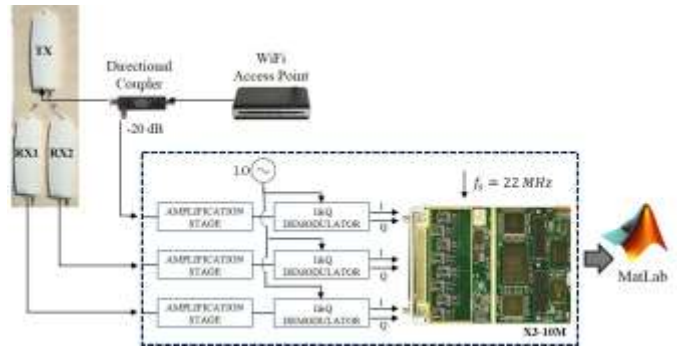 TX
Directional
Coupler
WiFi
Access Point
-20 dB
RX1
RX2
LO
f_s = 22 MHz
AMPLIFICATION
STAGE
I&Q
DEMODULATOR
I
Q
AMPLIFICATION
STAGE
I&Q
DEMODULATOR
I
Q
AMPLIFICATION
STAGE
I&Q
DEMODULATOR
I
Q
X3-10M
MatLab